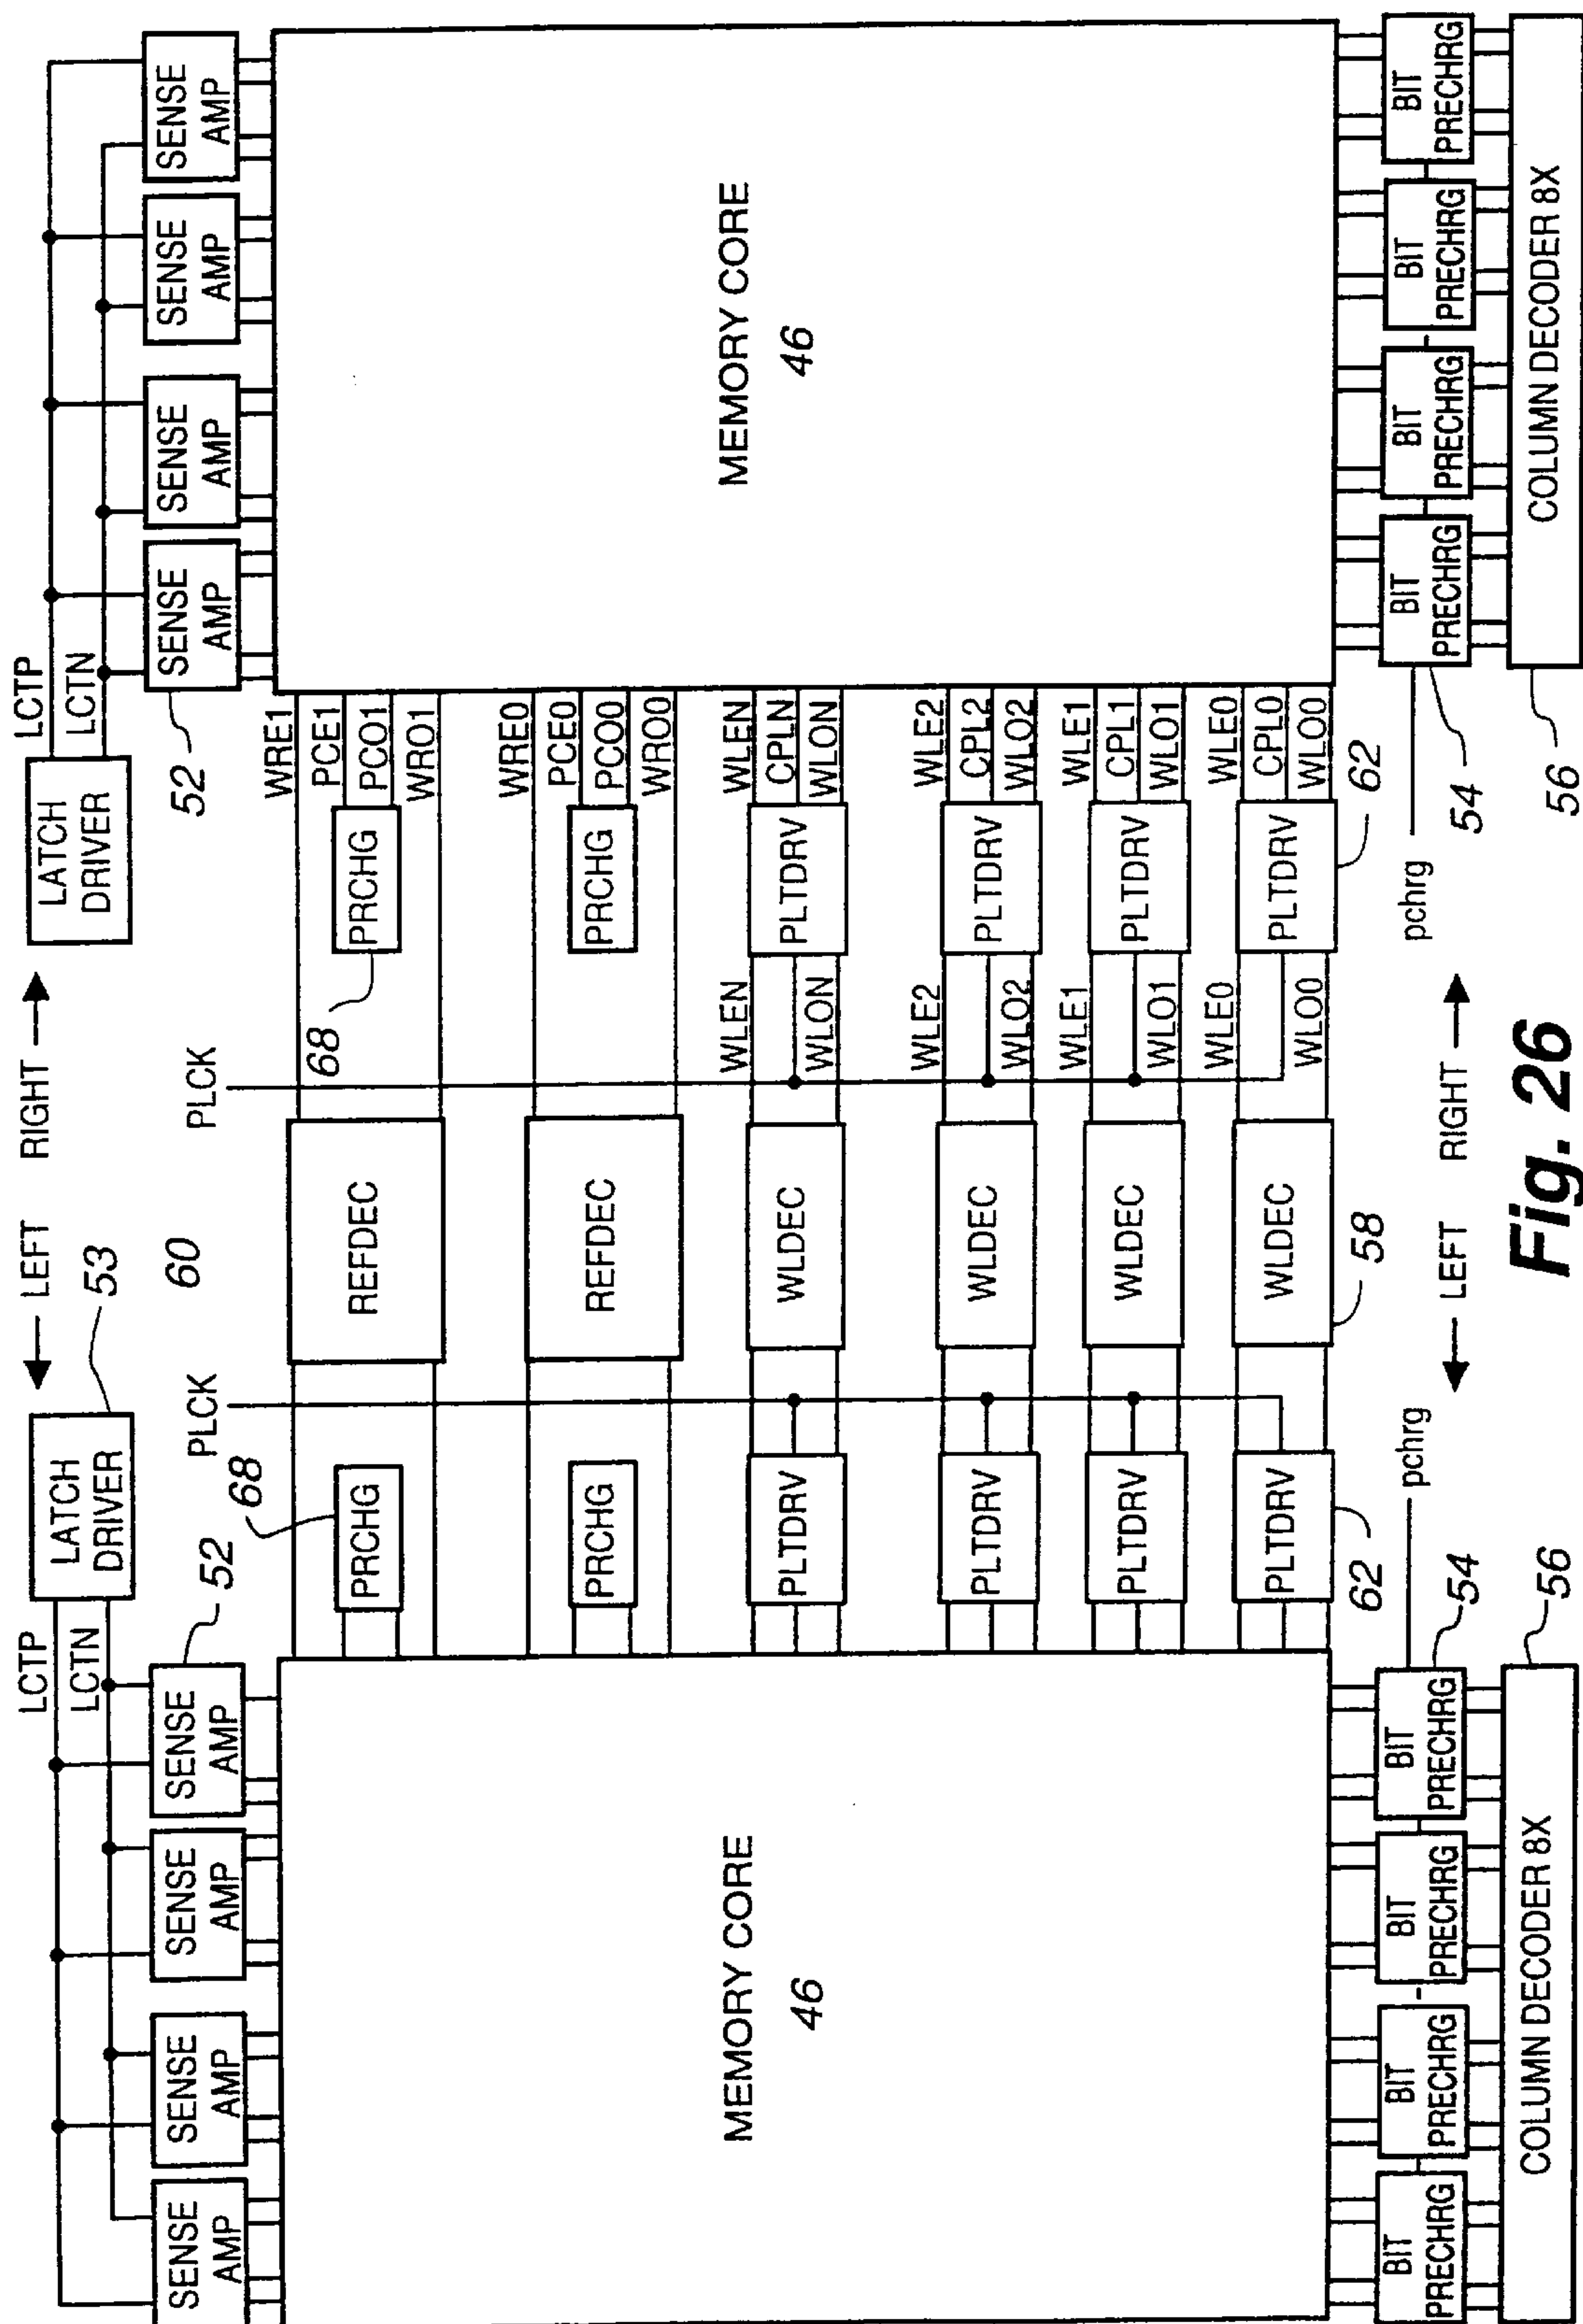 LCTP
LCTN
LATCH
DRIVER
53
← LEFT RIGHT →
LATCH
DRIVER
LCTP
LCTN
SENSE
AMP
SENSE
AMP
SENSE
AMP
SENSE
AMP
52
60
52
SENSE
AMP
SENSE
AMP
SENSE
AMP
SENSE
AMP
PLCK
PLCK
68
68
PRCHG
REFDEC
PRCHG
WRE1
PCE1
PCO1
WRO1
PRCHG
REFDEC
PRCHG
WRE0
PCE0
PCO0
WRO0
MEMORY CORE
46
MEMORY CORE
46
PLTDRV
WLDEC
WLEN
WLON
PLTDRV
WLEN
CPLN
WLON
PLTDRV
WLDEC
WLE2
WLO2
PLTDRV
WLE2
CPL2
WLO2
PLTDRV
WLDEC
WLE1
WLO1
PLTDRV
WLE1
CPL1
WLO1
PLTDRV
WLDEC
WLE0
WLO0
PLTDRV
WLE0
CPL0
WLO0
62
58
62
BIT
PRECHRG
BIT
PRECHRG
BIT
PRECHRG
BIT
PRECHRG
pchrg
← LEFT RIGHT →
pchrg
BIT
PRECHRG
BIT
PRECHRG
BIT
PRECHRG
BIT
PRECHRG
54
54
COLUMN DECODER 8X
56
Fig. 26
56
COLUMN DECODER 8X